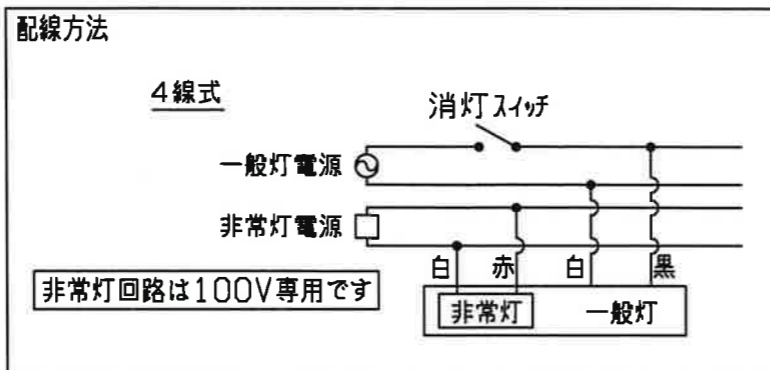 配線方法
4線式
消灯スイッチ
一般灯電源
非常灯電源
白 赤 白 黒
非常灯回路は100V専用です
非常灯 一般灯